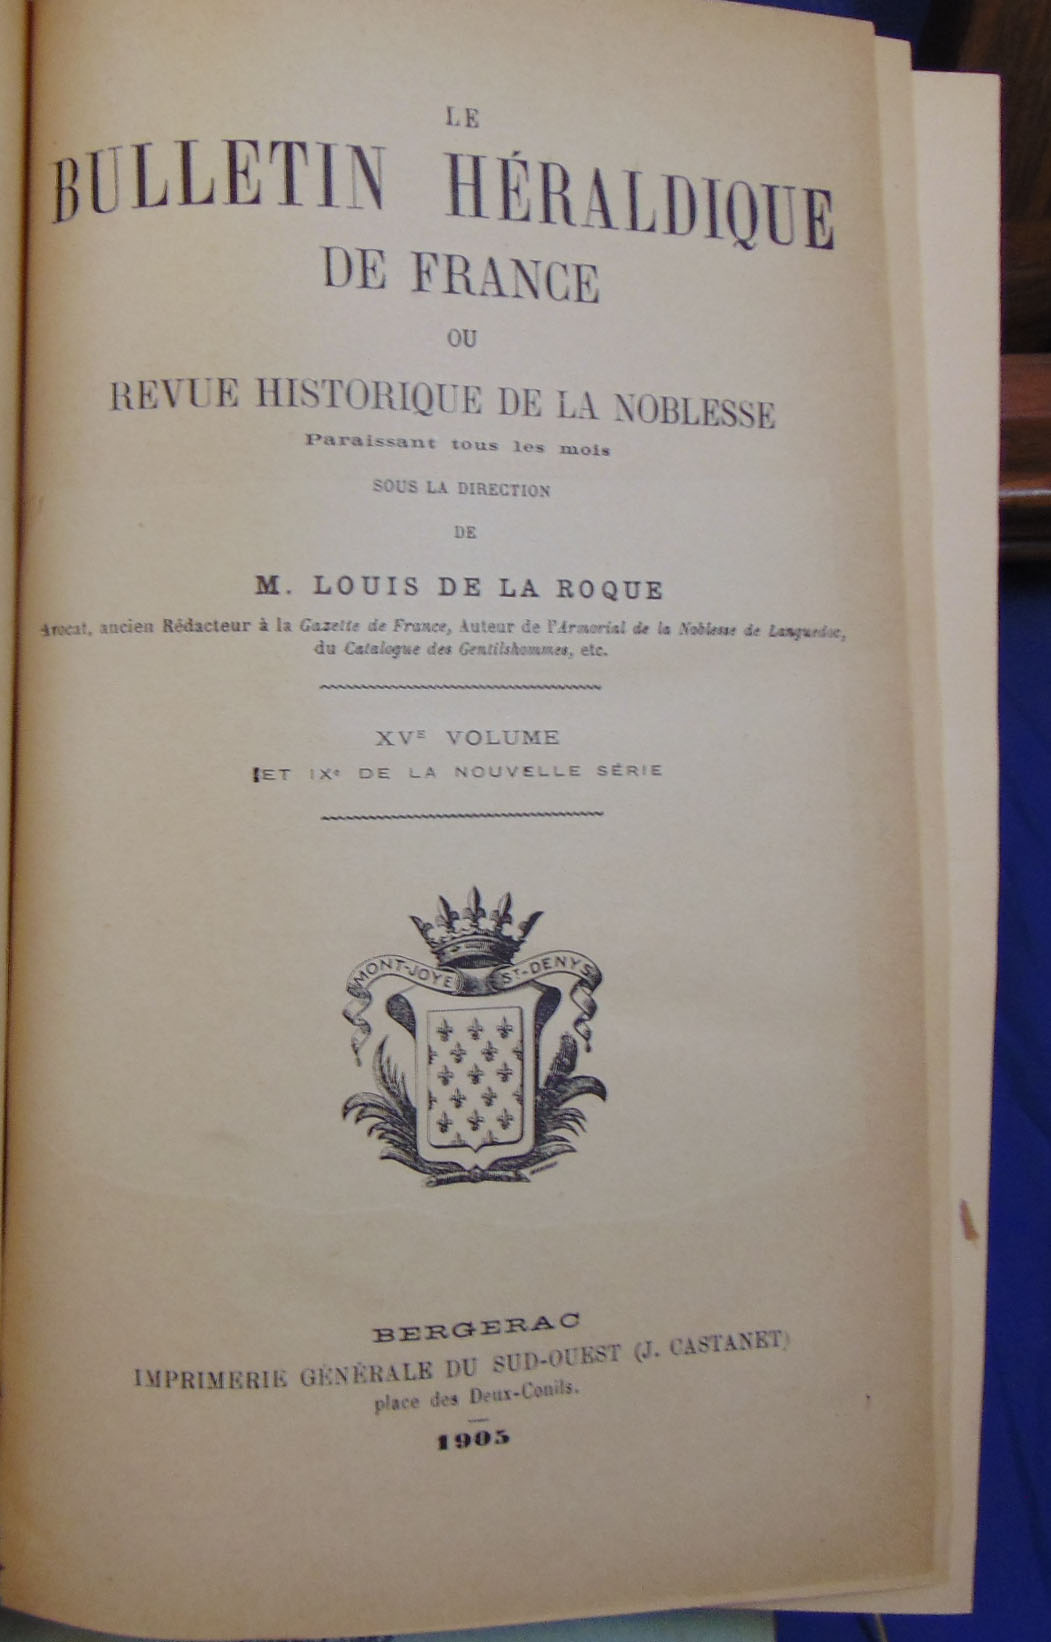 LE
BULLETIN HÉRALDIQUE
DE FRANCE
OU
REVUE HISTORIQUE DE LA NOBLESSE
Paraissant tous les mois
SOUS LA DIRECTION
DE
M. LOUIS DE LA ROQUE
Avocat, ancien Rédacteur à la Gazette de France, Auteur de l'Armorial de la Noblesse de Languedoc,
du Catalogue des Gentilshommes, etc.
XVE VOLUME
ET IXe DE LA NOUVELLE SÉRIE
MONT-JOYE ST-DENYS
BERGERAC
IMPRIMERIE GÉNÉRALE DU SUD-OUEST (J. CASTANET)
place des Deux-Conils.
1905